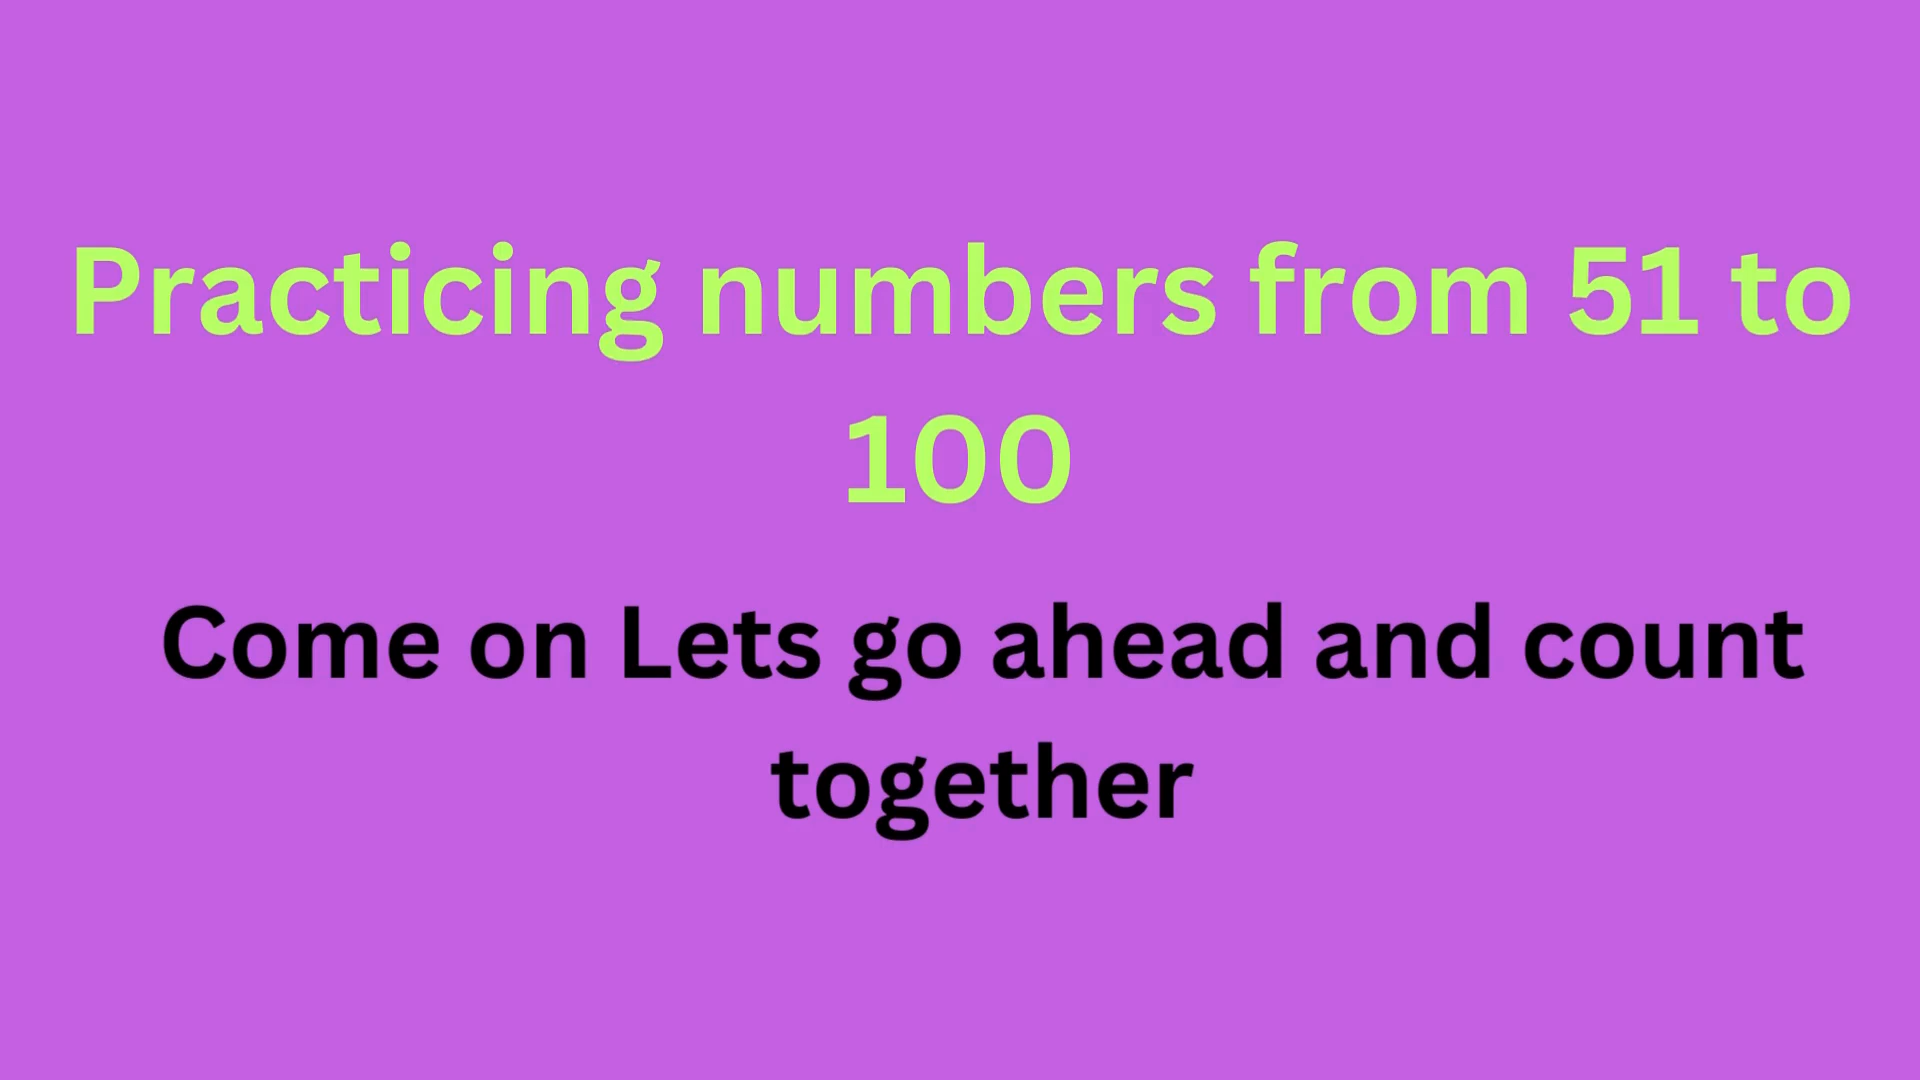 Practicing numbers from 51 to
100
Come on Lets go ahead and count
together